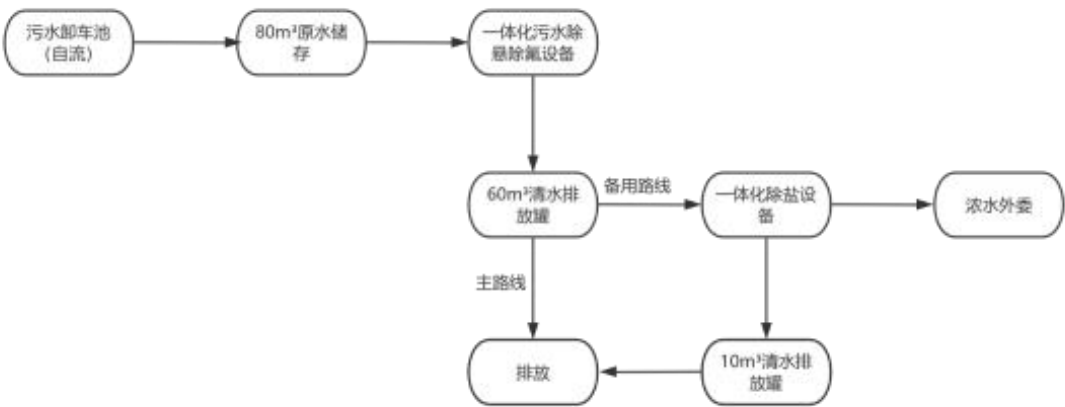 污水卸车池
（自流）
80m³原水储
存
一体化污水除
悬除氟设备
60m³清水排
放罐
备用路线
一体化除盐设
备
浓水外委
主路线
排放
10m³清水排
放罐